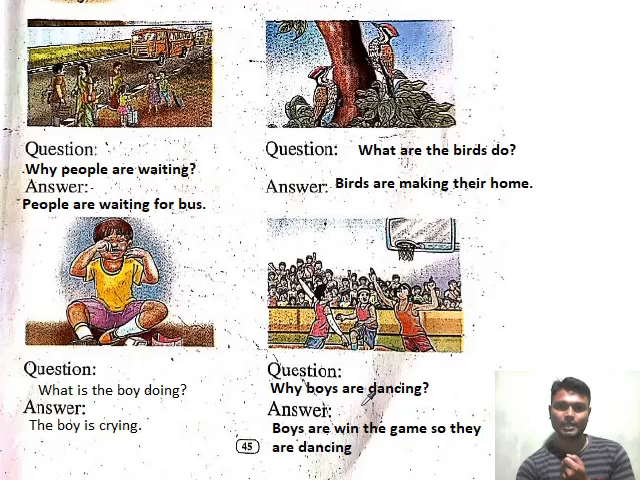 Question:
Why people are waiting?
Answer:-
People are waiting for bus.
Question: What are the birds do?
Answer: Birds are making their home.
Question:
What is the boy doing?
Answer:
The boy is crying.
Question:
Why boys are dancing?
Answer:
Boys are win the game so they
are dancing
45